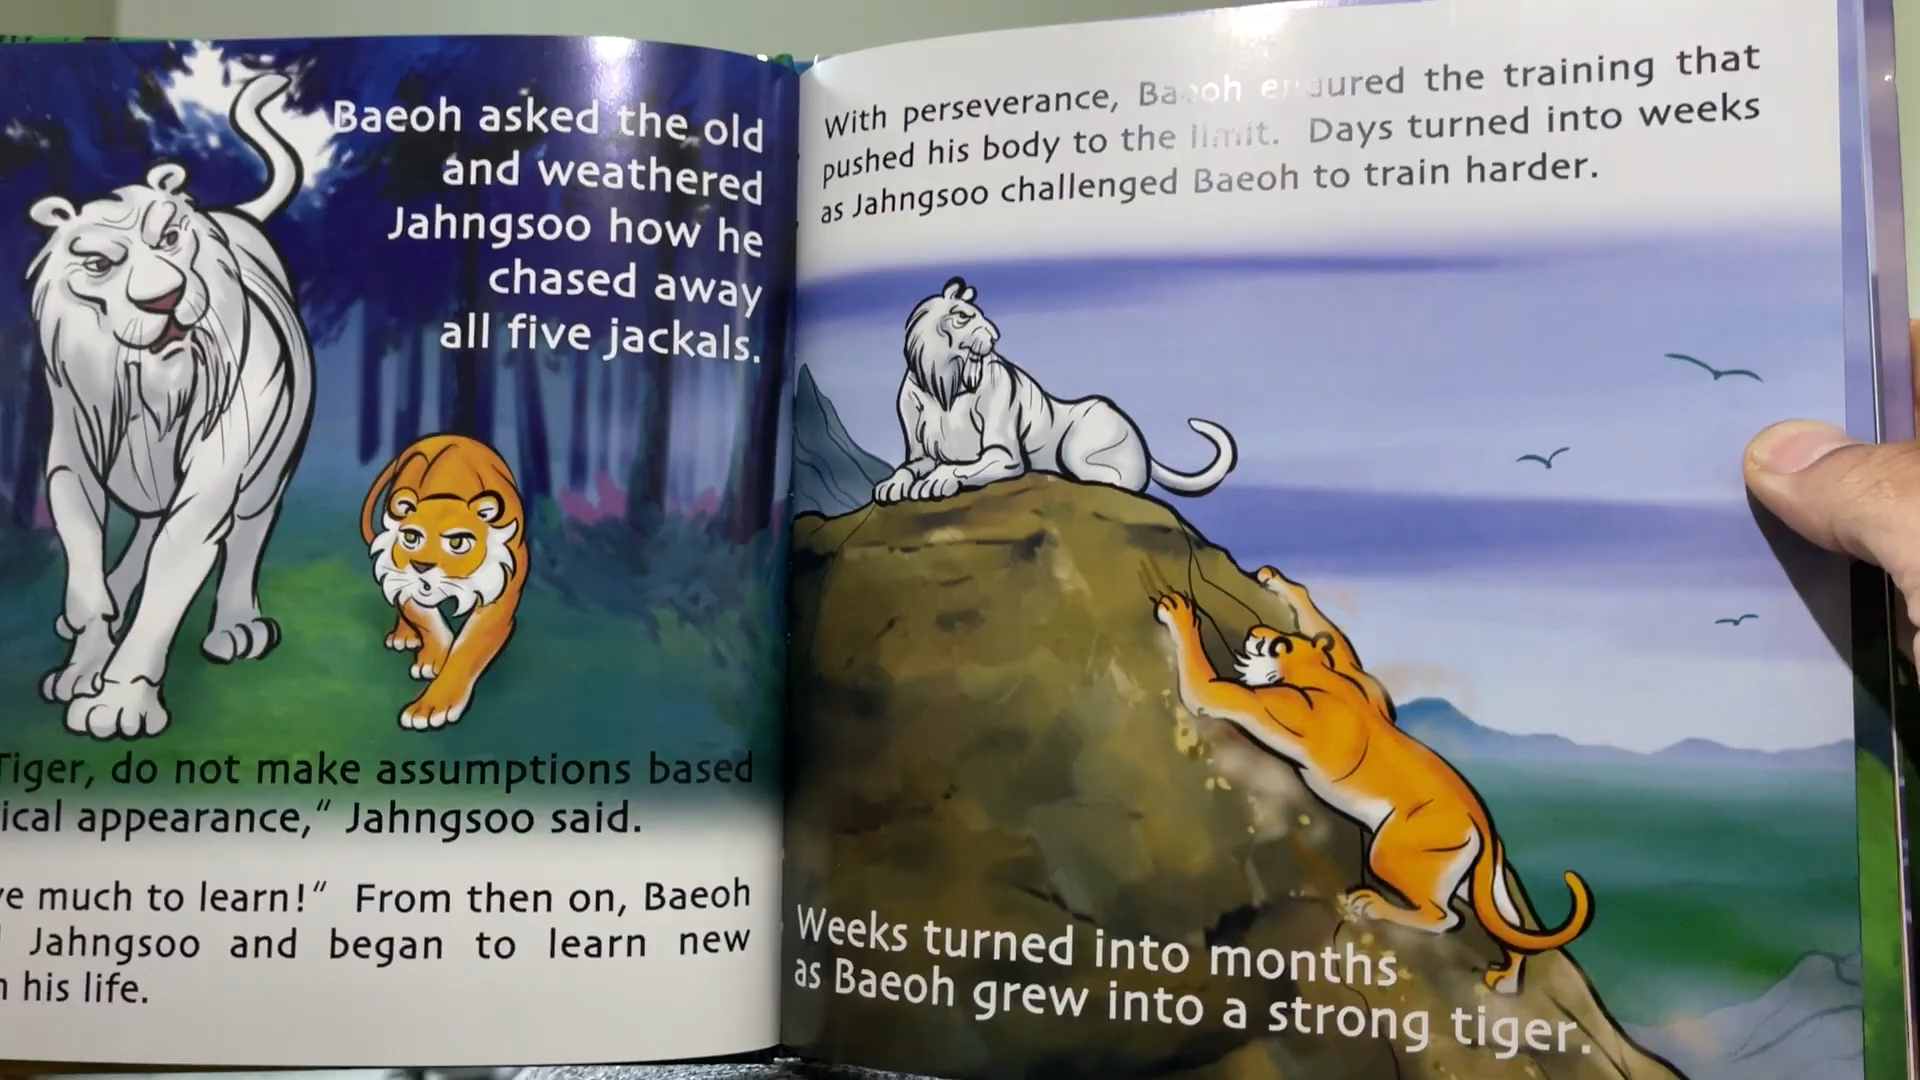 Baeoh asked the old
and weathered
Jahngsoo how he
chased away
all five jackals.
Tiger, do not make assumptions based
ical appearance,“ Jahngsoo said.
ve much to learn!“ From then on, Baeoh
Jahngsoo and began to learn new
his life.
With perseverance, Baeoh endured the training that
pushed his body to the limit. Days turned into weeks
as Jahngsoo challenged Baeoh to train harder.
Weeks turned into months
as Baeoh grew into a strong tiger.